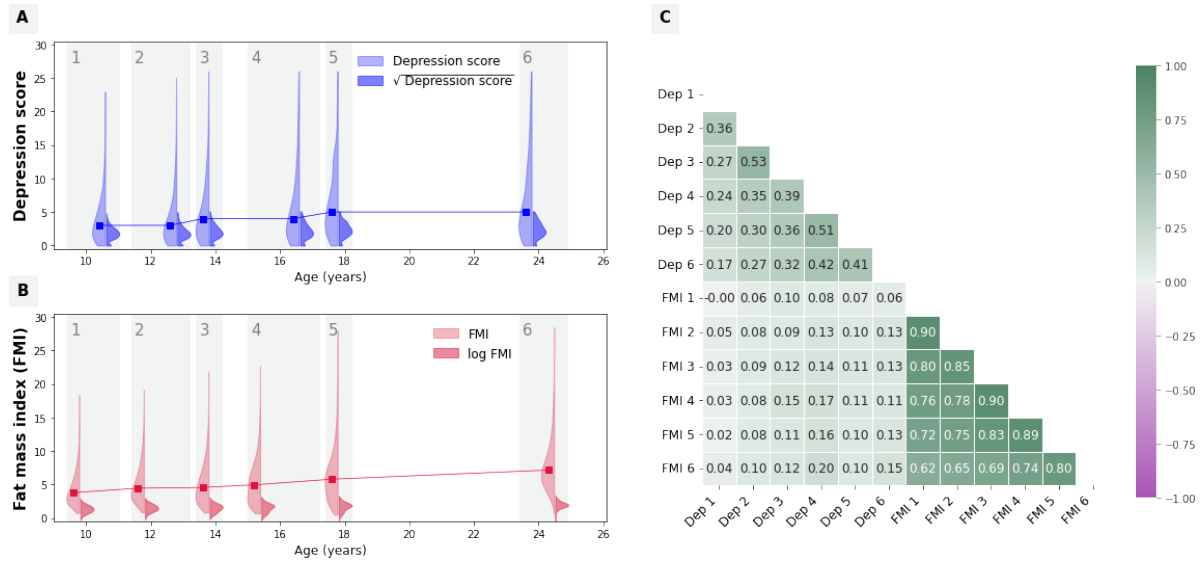 A
Depression score
30
25
20
15
10
5
0
1 2 3 4 5 6
Depression score
√ Depression score
10 12 14 16 18 20 22 24 26
Age (years)
B
Fat mass index (FMI)
30
25
20
15
10
5
0
1 2 3 4 5 6
FMI
log FMI
10 12 14 16 18 20 22 24 26
Age (years)
C
Dep 1
Dep 2 0.36
Dep 3 0.27 0.53
Dep 4 0.24 0.35 0.39
Dep 5 0.20 0.30 0.36 0.51
Dep 6 0.17 0.27 0.32 0.42 0.41
FMI 1 -0.00 0.06 0.10 0.08 0.07 0.06
FMI 2 0.05 0.08 0.09 0.13 0.10 0.13 0.90
FMI 3 0.03 0.09 0.12 0.14 0.11 0.13 0.80 0.85
FMI 4 0.03 0.08 0.15 0.17 0.11 0.11 0.76 0.78 0.90
FMI 5 0.02 0.08 0.11 0.16 0.10 0.13 0.72 0.75 0.83 0.89
FMI 6 0.04 0.10 0.12 0.20 0.10 0.15 0.62 0.65 0.69 0.74 0.80
Dep 1 Dep 2 Dep 3 Dep 4 Dep 5 Dep 6 FMI 1 FMI 2 FMI 3 FMI 4 FMI 5 FMI 6
1.00
0.75
0.50
0.25
0.00
−0.25
−0.50
−0.75
−1.00